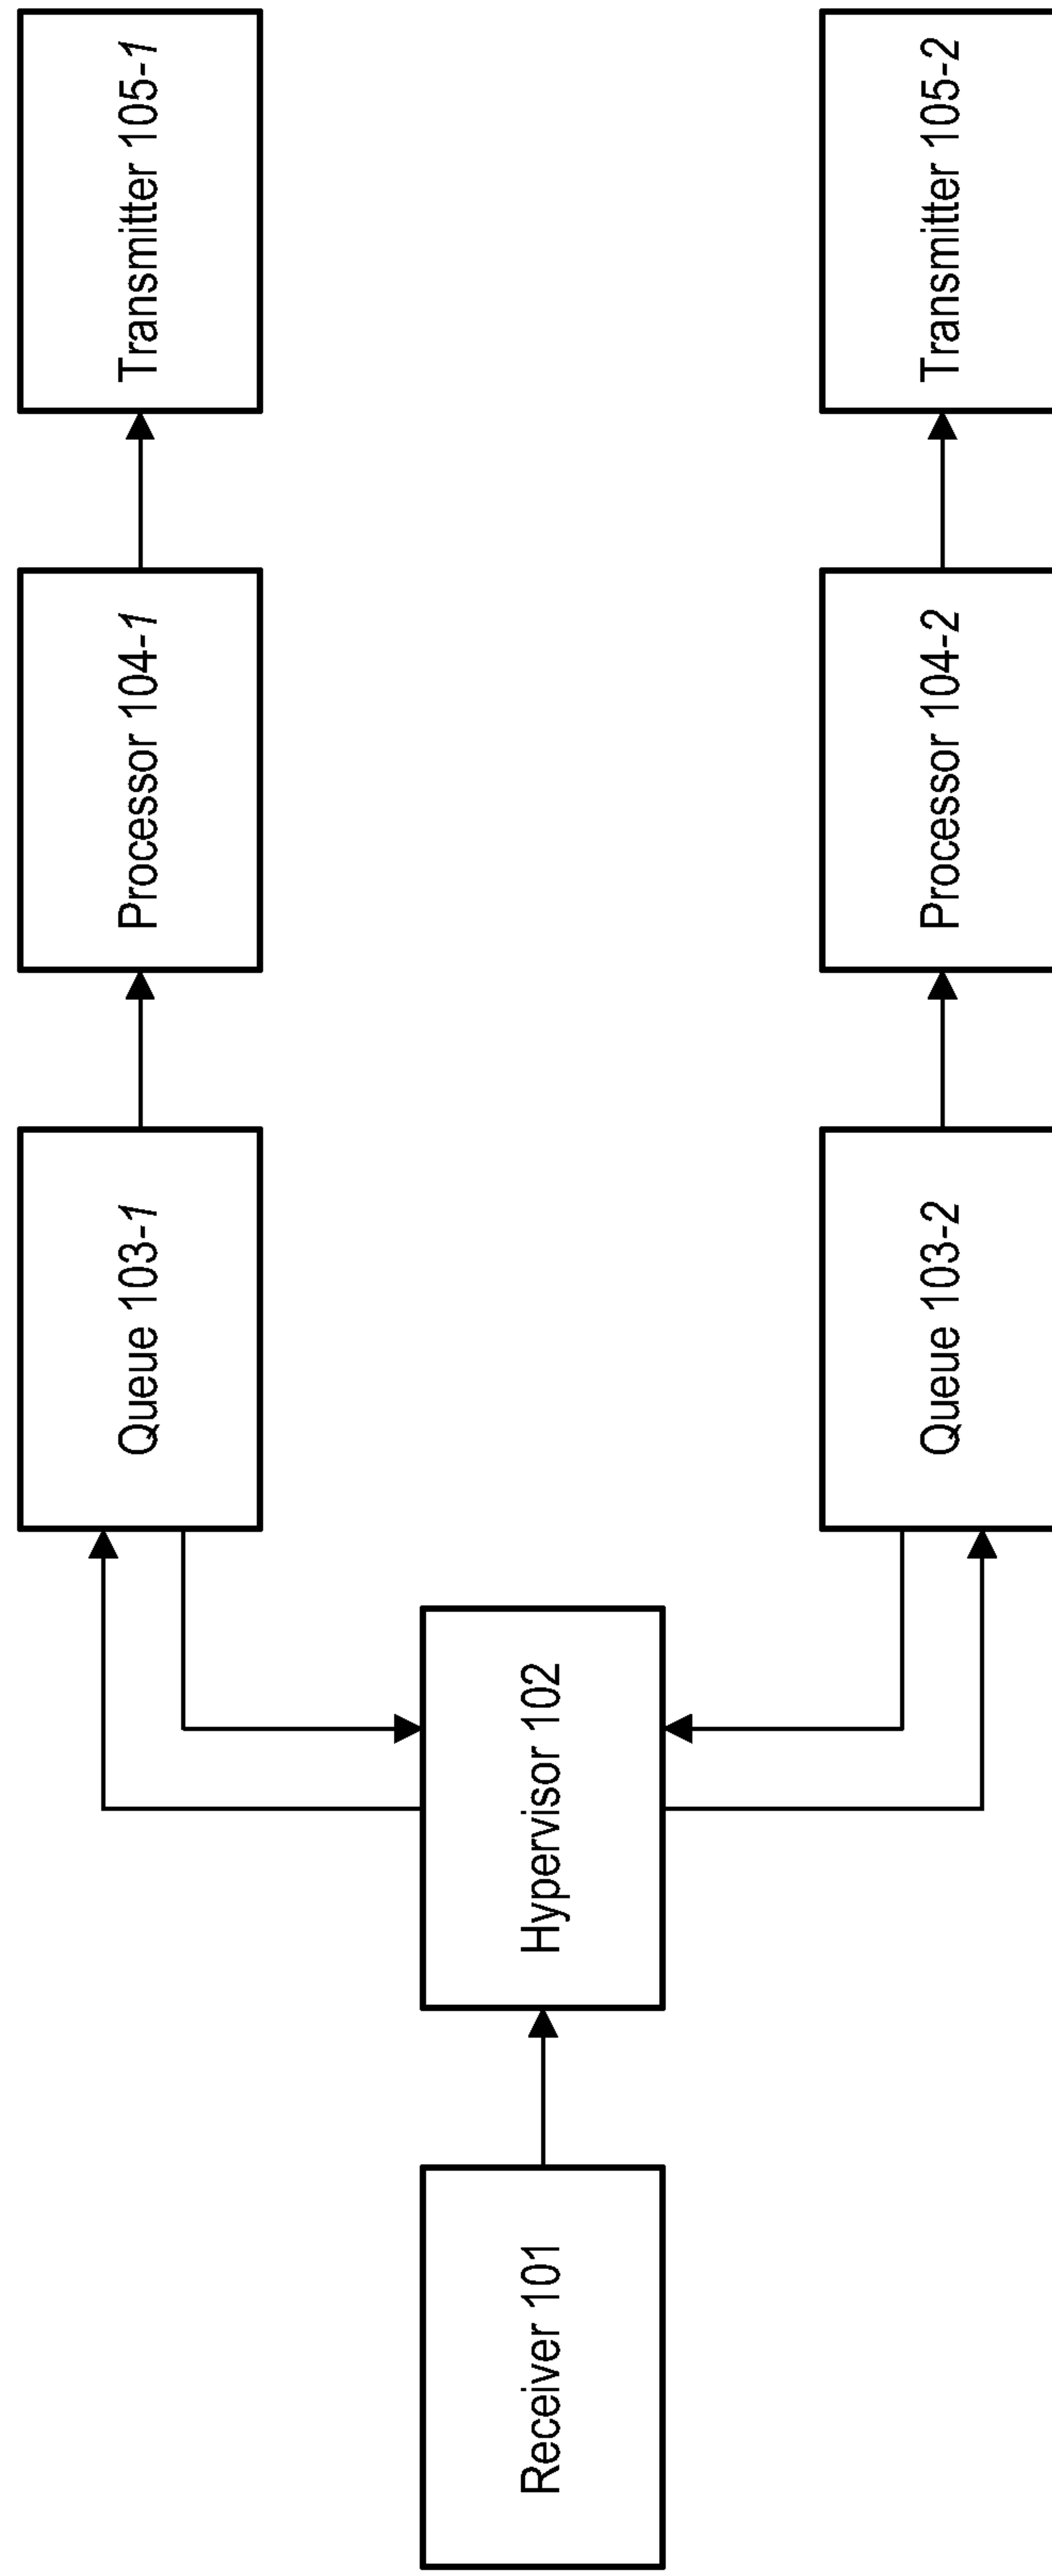 Receiver 101
Hypervisor 102
Queue 103-1
Processor 104-1
Transmitter 105-1
Queue 103-2
Processor 104-2
Transmitter 105-2